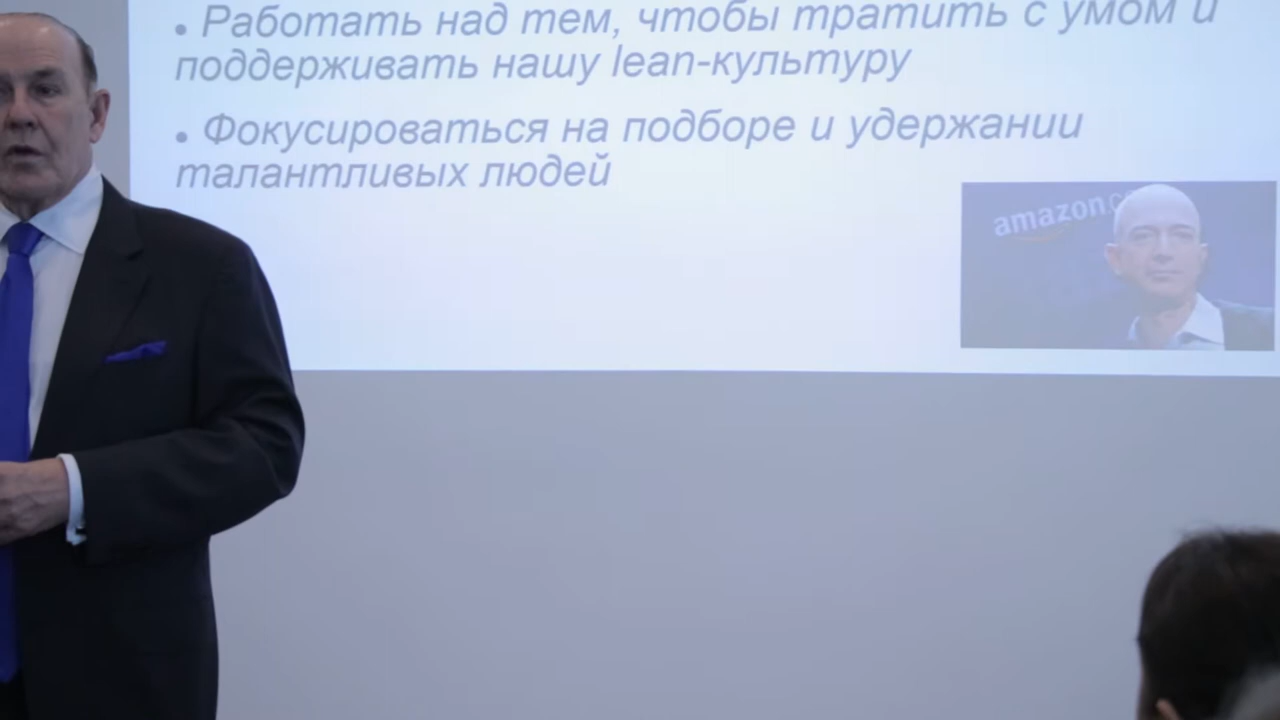 • Работать над тем, чтобы тратить с умом и
поддерживать нашу lean-культуру
• Фокусироваться на подборе и удержании
талантливых людей
amazon.c